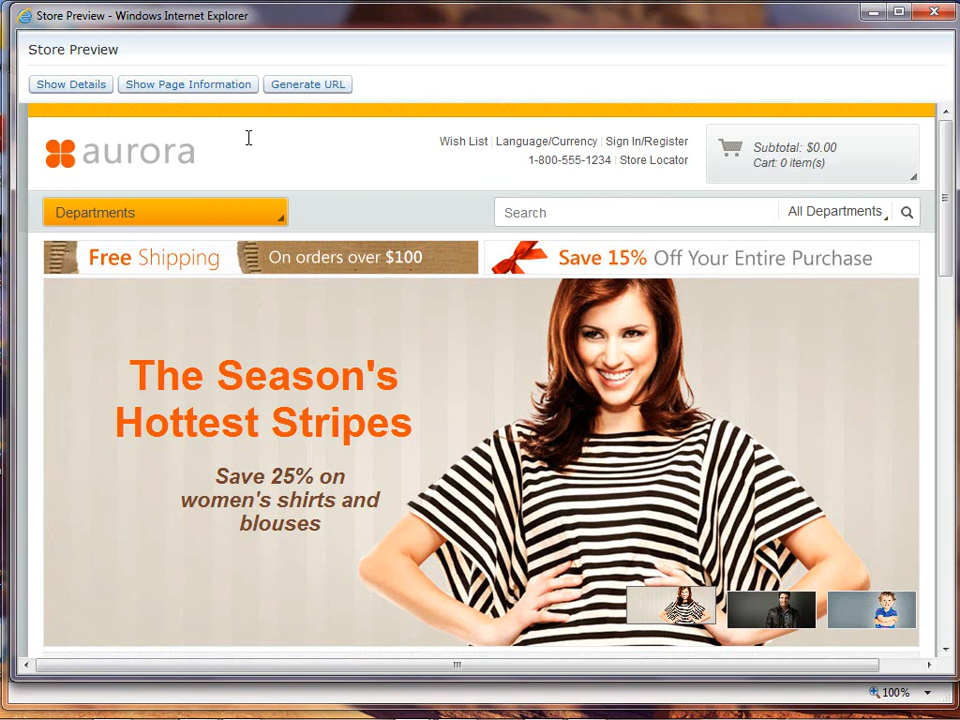 Store Preview - Windows Internet Explorer
Store Preview
Show Details
Show Page Information
Generate URL
aurora
Wish List | Language/Currency | Sign In/Register
1-800-555-1234 | Store Locator
Subtotal: $0.00
Cart: 0 item(s)
Departments
Search
All Departments
Free Shipping
On orders over $100
Save 15% Off Your Entire Purchase
The Season's
Hottest Stripes
Save 25% on
women's shirts and
blouses
100%